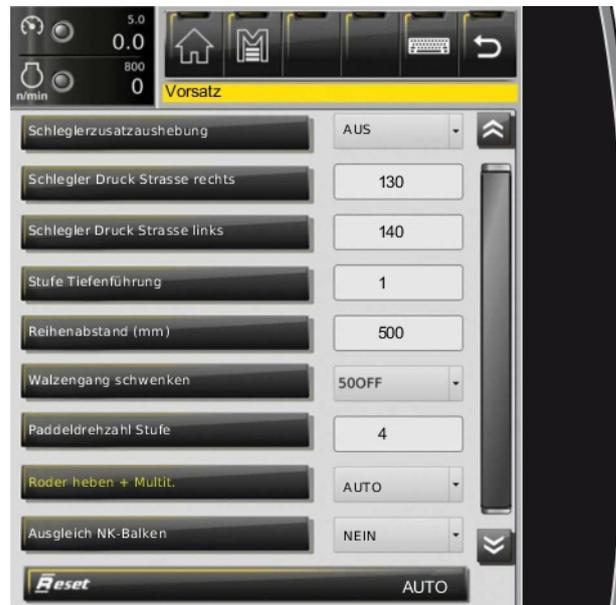 5.0
0.0
800
n/min 0
Vorsatz
Schleglerzusatzaushebung AUS
Schlegler Druck Strasse rechts 130
Schlegler Druck Strasse links 140
Stufe Tiefenführung 1
Reihenabstand (mm) 500
Walzengang schwenken 50OFF
Paddeldrehzahl Stufe 4
Roder heben + Multit. AUTO
Ausgleich NK-Balken NEIN
Reset AUTO